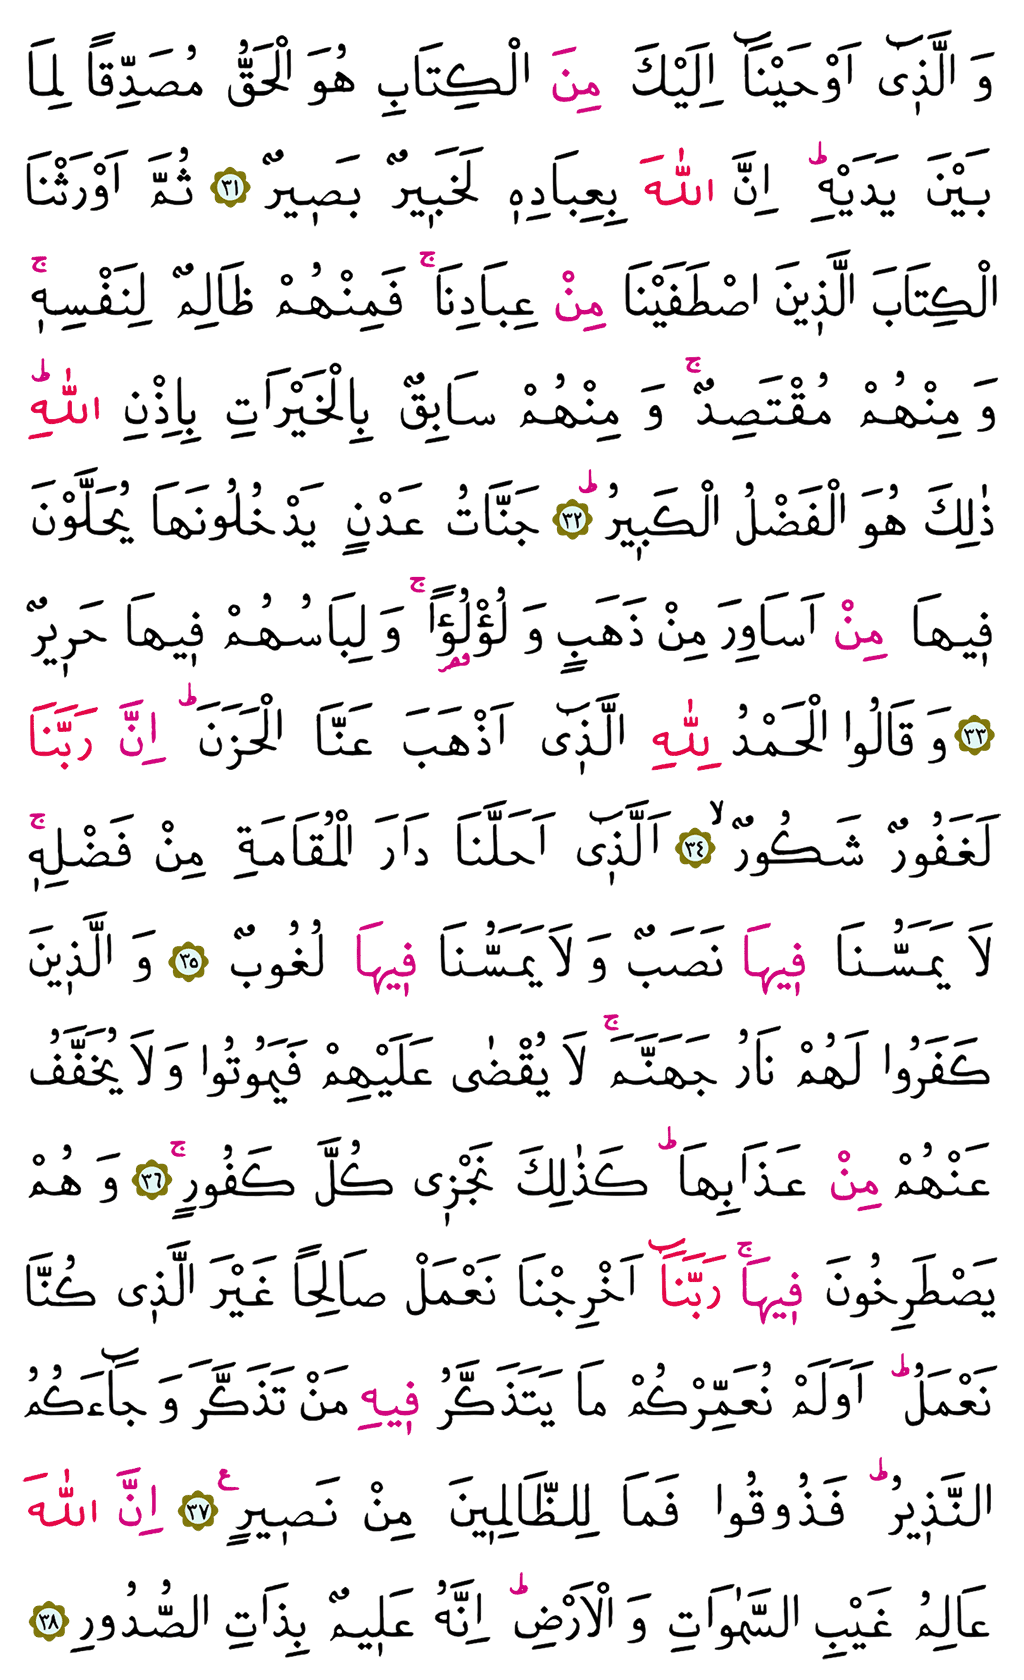 وَ الَّذ۪ٓى اَوْحَيْنَٓا اِلَيْكَ مِنَ الْكِتَابِ هُوَ الْحَقُّ مُصَدِّقًا لِمَا
بَيْنَ يَدَيْهِۜ اِنَّ اللّٰهَ بِعِبَادِه۪ لَخَب۪يرٌ بَص۪يرٌ ﴿٣١﴾ ثُمَّ اَوْرَثْنَا
الْكِتَابَ الَّذ۪ينَ اصْطَفَيْنَا مِنْ عِبَادِنَاۚ فَمِنْهُمْ ظَالِمٌ لِنَفْسِه۪ۚ
وَ مِنْهُمْ مُقْتَصِدٌۚ وَ مِنْهُمْ سَابِقٌ بِالْخَيْرَاتِ بِاِذْنِ اللّٰهِۜ
ذٰلِكَ هُوَ الْفَضْلُ الْكَب۪يرُۜ ﴿٣٢﴾ جَنَّاتُ عَدْنٍ يَدْخُلُونَهَا يُحَلَّوْنَ
ف۪يهَا مِنْ اَسَاوِرَ مِنْ ذَهَبٍ وَ لُؤْلُؤًاۚ وَ لِبَاسُهُمْ ف۪يهَا حَر۪يرٌ
﴿٣٣﴾ وَ قَالُوا الْحَمْدُ لِلّٰهِ الَّذ۪ٓى اَذْهَبَ عَنَّا الْحَزَنَۜ اِنَّ رَبَّنَا
لَغَفُورٌ شَكُورٌۙ ﴿٣٤﴾ اَلَّذ۪ٓى اَحَلَّنَا دَارَ الْمُقَامَةِ مِنْ فَضْلِه۪ۚ
لَا يَمَسُّنَا ف۪يهَا نَصَبٌ وَ لَا يَمَسُّنَا ف۪يهَا لُغُوبٌ ﴿٣٥﴾ وَ الَّذ۪ينَ
كَفَرُوا لَهُمْ نَارُ جَهَنَّمَۚ لَا يُقْضٰى عَلَيْهِمْ فَيَمُوتُوا وَ لَا يُخَفَّفُ
عَنْهُمْ مِنْ عَذَابِهَاۜ كَذٰلِكَ نَجْز۪ى كُلَّ كَفُورٍۚ ﴿٣٦﴾ وَ هُمْ
يَصْطَرِخُونَ ف۪يهَاۚ رَبَّنَٓا اَخْرِجْنَا نَعْمَلْ صَالِحًا غَيْرَ الَّذ۪ى كُنَّا
نَعْمَلُۜ اَوَلَمْ نُعَمِّرْكُمْ مَا يَتَذَكَّرُ ف۪يهِ مَنْ تَذَكَّرَ وَ جَٓاءَكُمُ
النَّذ۪يرُۜ فَذُوقُوا فَمَا لِلظَّالِم۪ينَ مِنْ نَص۪يرٍع ﴿٣٧﴾ اِنَّ اللّٰهَ
عَالِمُ غَيْبِ السَّمٰوَاتِ وَ الْاَرْضِۜ اِنَّهُ عَل۪يمٌ بِذَاتِ الصُّدُورِ ﴿٣٨﴾